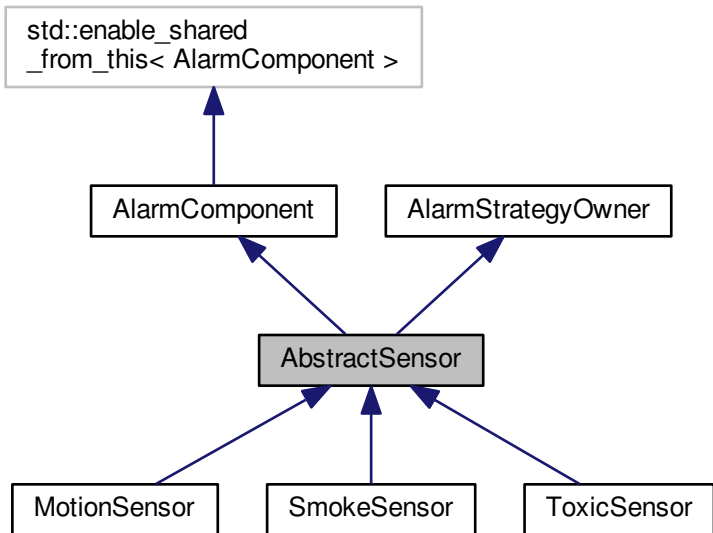 std::enable_shared
_from_this< AlarmComponent >
AlarmComponent
AlarmStrategyOwner
AbstractSensor
MotionSensor
SmokeSensor
ToxicSensor